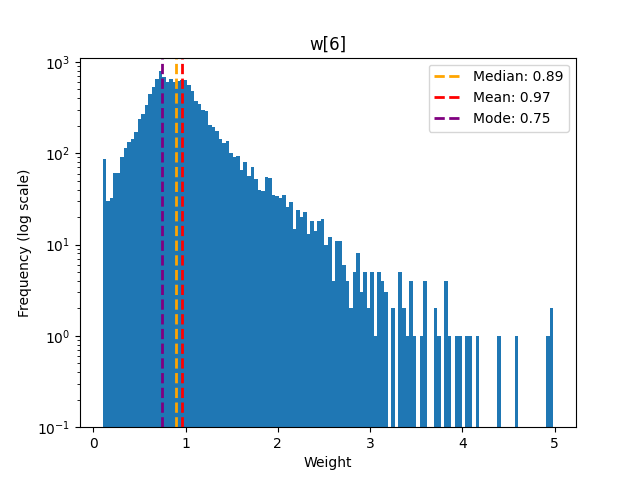 w[6]
Median: 0.89
Mean: 0.97
Mode: 0.75
Frequency (log scale)
10³
10²
10¹
10⁰
10⁻¹
0 1 2 3 4 5
Weight